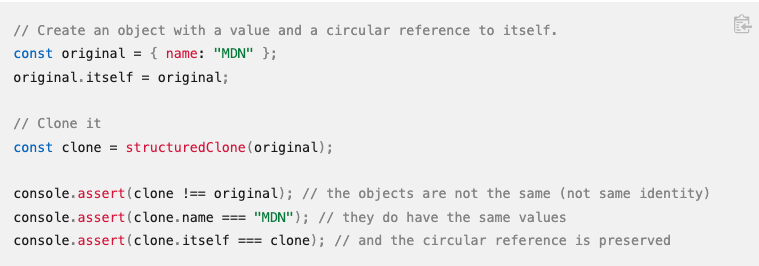 // Create an object with a value and a circular reference to itself.
const original = { name: "MDN" };
original.itself = original;
// Clone it
const clone = structuredClone(original);
console.assert(clone !== original); // the objects are not the same (not same identity)
console.assert(clone.name === "MDN"); // they do have the same values
console.assert(clone.itself === clone); // and the circular reference is preserved